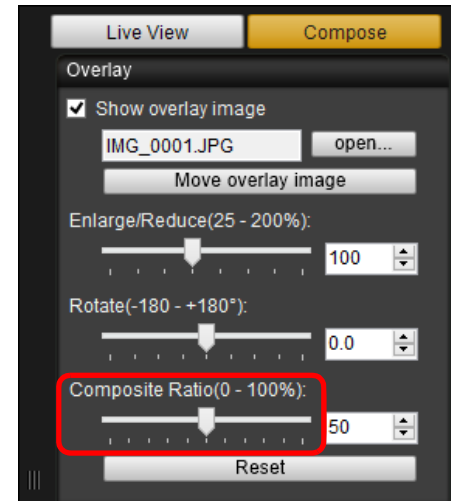 Live View Compose
Overlay
Show overlay image
IMG_0001.JPG open...
Move overlay image
Enlarge/Reduce(25 - 200%):
100
Rotate(-180 - +180°):
0.0
Composite Ratio(0 - 100%):
50
Reset